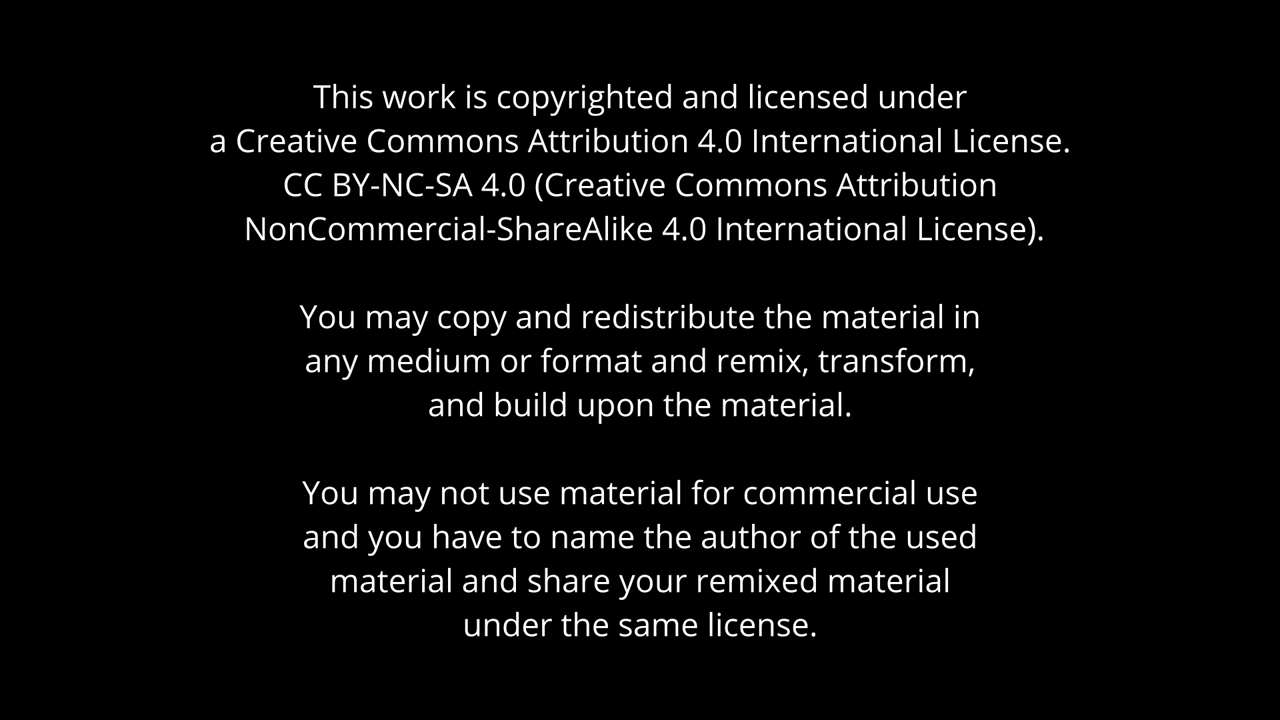 This work is copyrighted and licensed under
a Creative Commons Attribution 4.0 International License.
CC BY-NC-SA 4.0 (Creative Commons Attribution
NonCommercial-ShareAlike 4.0 International License).
You may copy and redistribute the material in
any medium or format and remix, transform,
and build upon the material.
You may not use material for commercial use
and you have to name the author of the used
material and share your remixed material
under the same license.